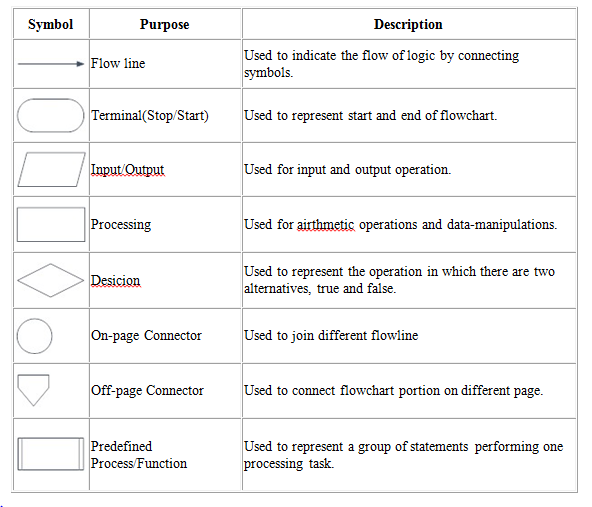 Symbol Purpose Description
Flow line
Used to indicate the flow of logic by connecting
symbols.
Terminal(Stop/Start) Used to represent start and end of flowchart.
Input/Output Used for input and output operation.
Processing Used for airthmetic operations and data-manipulations.
Desicion
Used to represent the operation in which there are two
alternatives, true and false.
On-page Connector Used to join different flowline
Off-page Connector Used to connect flowchart portion on different page.
Predefined
Process/Function
Used to represent a group of statements performing one
processing task.